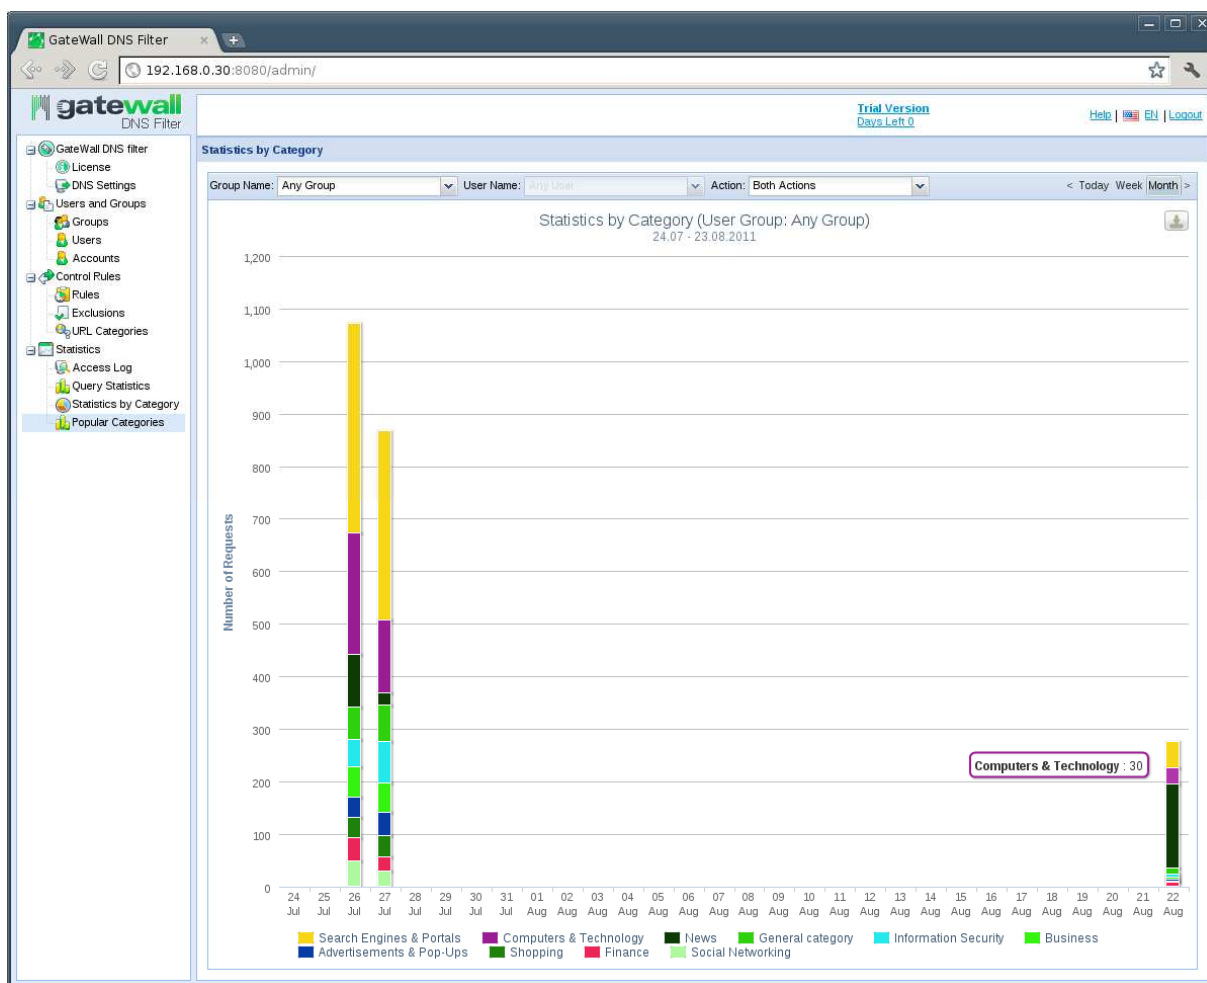 GateWall DNS Filter
192.168.0.30:8080/admin/
gatewall
DNS Filter
Trial Version
Days Left 0
Help | EN | Logout
GateWall DNS filter
License
DNS Settings
Users and Groups
Groups
Users
Accounts
Control Rules
Rules
Exclusions
URL Categories
Statistics
Access Log
Query Statistics
Statistics by Category
Popular Categories
Statistics by Category
Group Name: Any Group User Name: Any User Action: Both Actions < Today Week Month >
Statistics by Category (User Group: Any Group)
24.07 - 23.08.2011
Number of Requests
1,200
1,100
1,000
900
800
700
600
500
400
300
200
100
0
Computers & Technology : 30
24 25 26 27 28 29 30 31 01 02 03 04 05 06 07 08 09 10 11 12 13 14 15 16 17 18 19 20 21 22
Jul Jul Jul Jul Jul Jul Jul Jul Aug Aug Aug Aug Aug Aug Aug Aug Aug Aug Aug Aug Aug Aug Aug Aug Aug Aug Aug Aug Aug Aug
Search Engines & Portals Computers & Technology News General category Information Security Business
Advertisements & Pop-Ups Shopping Finance Social Networking